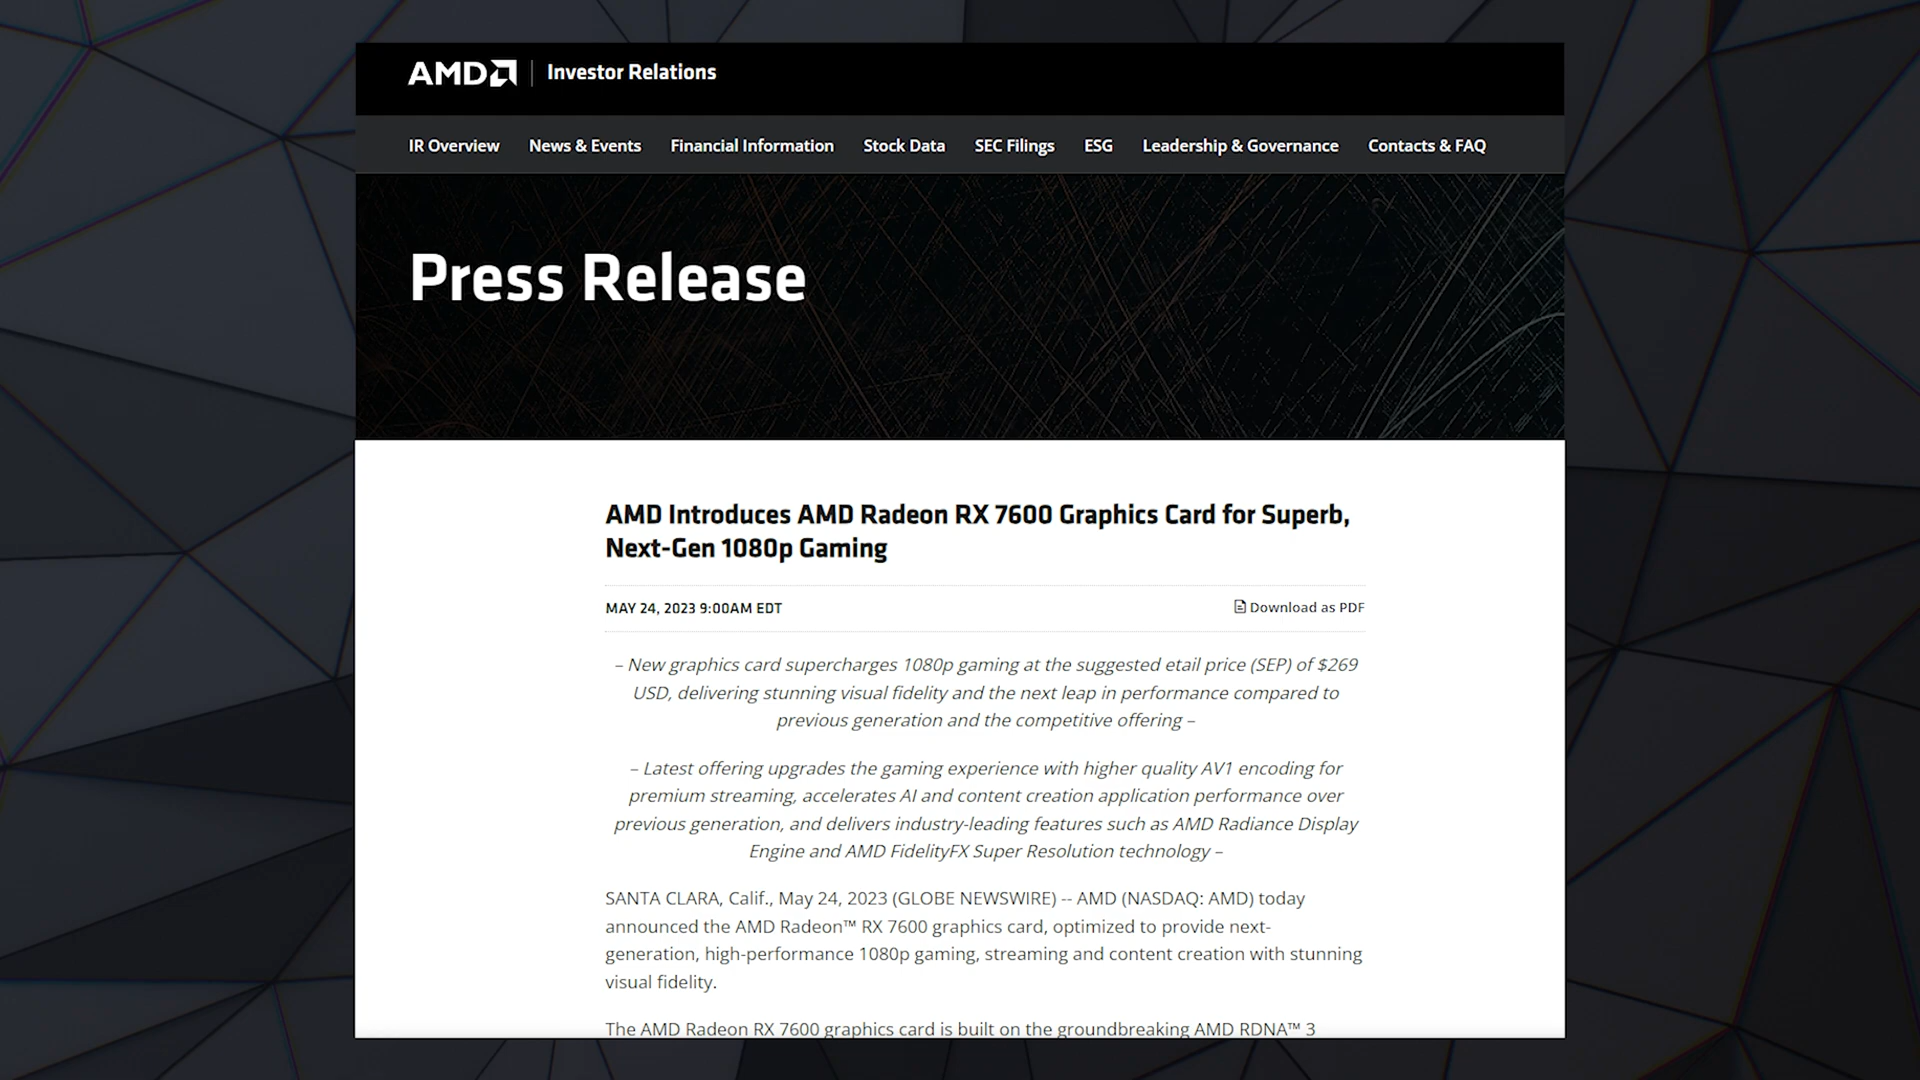 AMD Investor Relations
IR Overview News & Events Financial Information Stock Data SEC Filings ESG Leadership & Governance Contacts & FAQ
Press Release
AMD Introduces AMD Radeon RX 7600 Graphics Card for Superb,
Next-Gen 1080p Gaming
MAY 24, 2023 9:00AM EDT Download as PDF
– New graphics card supercharges 1080p gaming at the suggested etail price (SEP) of $269
USD, delivering stunning visual fidelity and the next leap in performance compared to
previous generation and the competitive offering –
– Latest offering upgrades the gaming experience with higher quality AV1 encoding for
premium streaming, accelerates AI and content creation application performance over
previous generation, and delivers industry-leading features such as AMD Radiance Display
Engine and AMD FidelityFX Super Resolution technology –
SANTA CLARA, Calif., May 24, 2023 (GLOBE NEWSWIRE) -- AMD (NASDAQ: AMD) today
announced the AMD Radeon™ RX 7600 graphics card, optimized to provide next-
generation, high-performance 1080p gaming, streaming and content creation with stunning
visual fidelity.
The AMD Radeon RX 7600 graphics card is built on the groundbreaking AMD RDNA™ 3